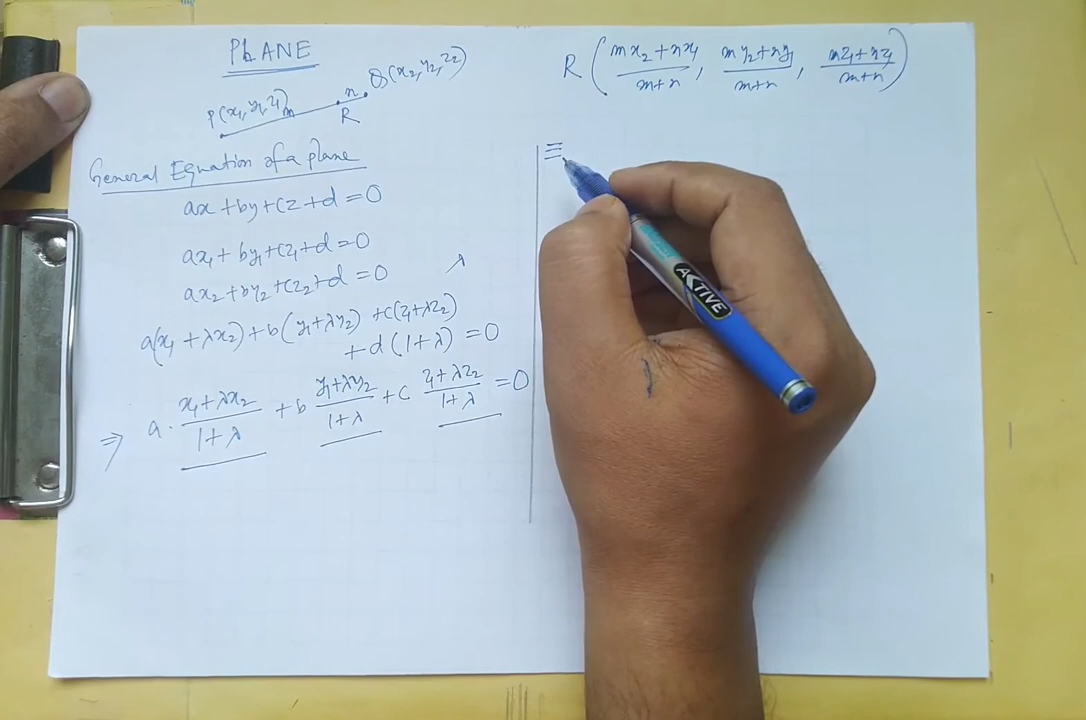 PLANE
P(x₁, y₁, z₁) m n Q(x₂, y₂, z₂)
R
General Equation of a plane
ax + by + cz + d = 0
ax₁ + by₁ + cz₁ + d = 0
ax₂ + by₂ + cz₂ + d = 0
λ
a(x₁ + λx₂) + b(y₁ + λy₂) + c(z₁ + λz₂)
+ d(1 + λ) = 0
⇒ a · (x₁ + λx₂)/(1 + λ) + b (y₁ + λy₂)/(1 + λ) + c (z₁ + λz₂)/(1 + λ) = 0
R ( (mx₂ + nx₁)/(m + n), (my₂ + ny₁)/(m + n), (mz₁ + nz₁)/(m + n) )
≡
ACTIVE